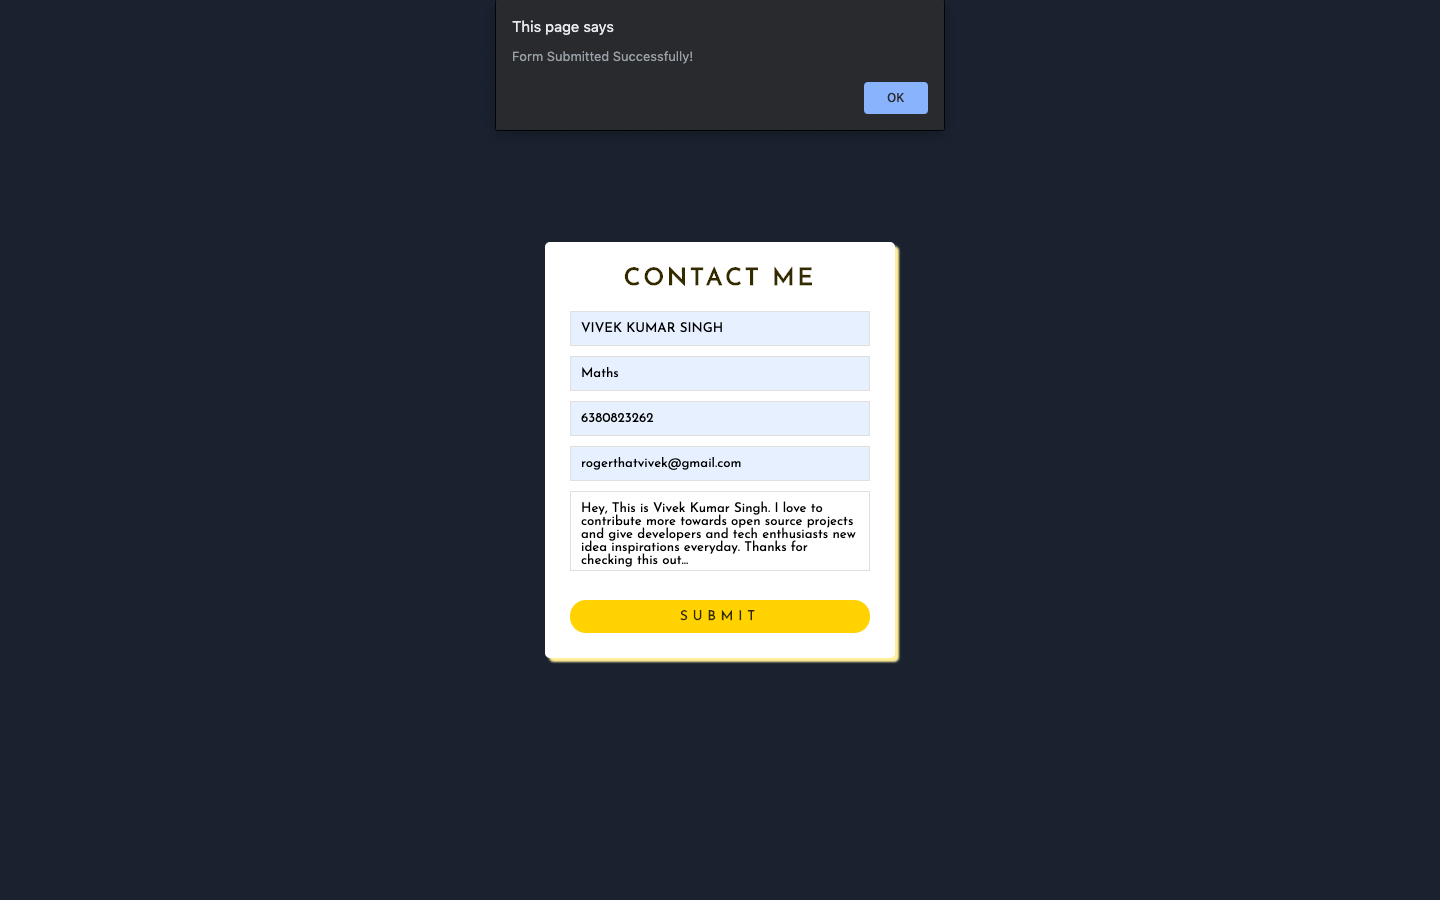 This page says
Form Submitted Successfully!
OK
CONTACT ME
VIVEK KUMAR SINGH
Maths
6380823262
rogerthatvivek@gmail.com
Hey, This is Vivek Kumar Singh. I love to
contribute more towards open source projects
and give developers and tech enthusiasts new
idea inspirations everyday. Thanks for
checking this out...
SUBMIT